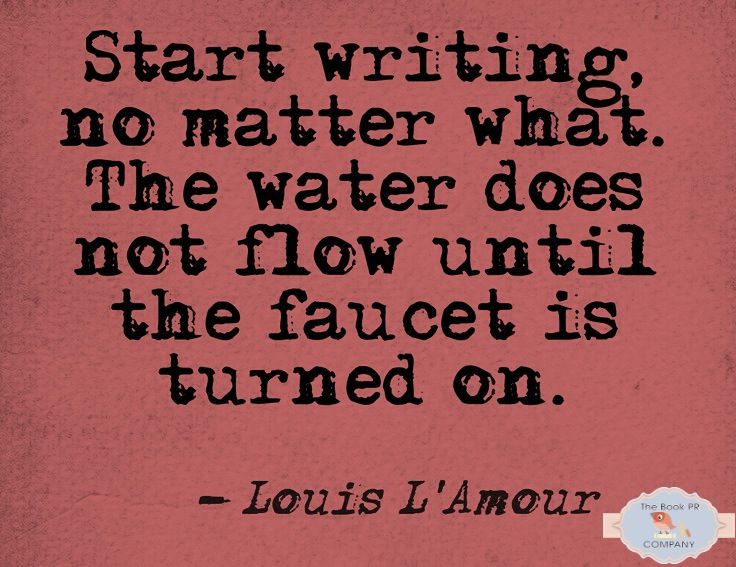 Start writing,
no matter what.
The water does
not flow until
the faucet is
turned on.
– Louis L'Amour
The Book PR
COMPANY